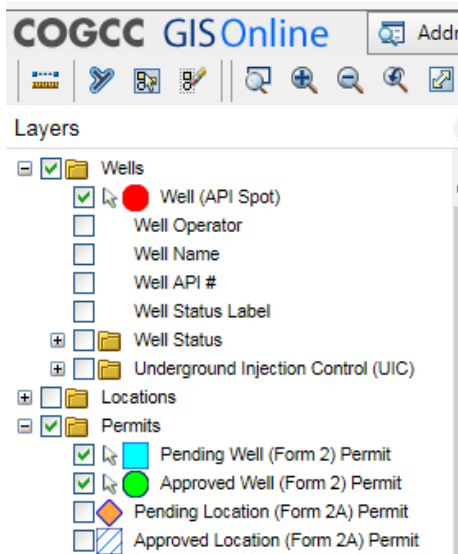 COGCC GISOnline
Layers
Wells
Well (API Spot)
Well Operator
Well Name
Well API #
Well Status Label
Well Status
Underground Injection Control (UIC)
Locations
Permits
Pending Well (Form 2) Permit
Approved Well (Form 2) Permit
Pending Location (Form 2A) Permit
Approved Location (Form 2A) Permit